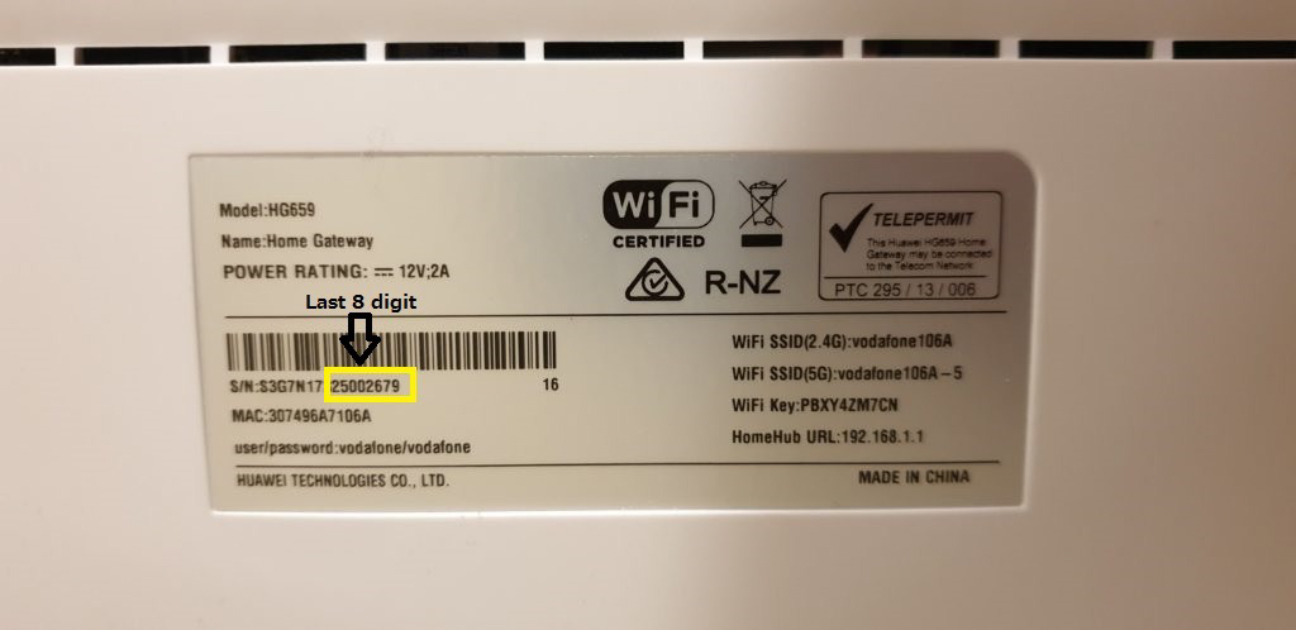 Model:HG659
Name:Home Gateway
POWER RATING: ⎓ 12V;2A
WiFi
CERTIFIED
R-NZ
TELEPERMIT
This Huawei HG659 Home
Gateway may be connected
to the Telecom Network
PTC 295 / 13 / 006
Last 8 digit
S/N:S3G7N17 25002679 16
MAC:307496A7106A
user/password:vodafone/vodafone
WiFi SSID(2.4G):vodafone106A
WiFi SSID(5G):vodafone106A-5
WiFi Key:PBXY4ZM7CN
HomeHub URL:192.168.1.1
HUAWEI TECHNOLOGIES CO., LTD.
MADE IN CHINA